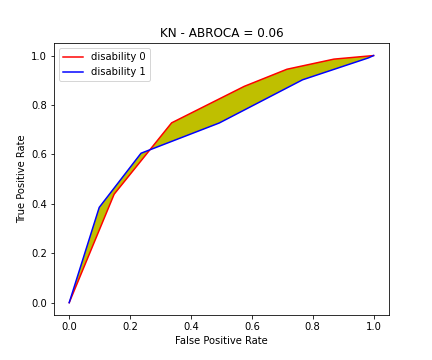 KN - ABROCA = 0.06
disability 0
disability 1
True Positive Rate
1.0
0.8
0.6
0.4
0.2
0.0
0.0 0.2 0.4 0.6 0.8 1.0
False Positive Rate